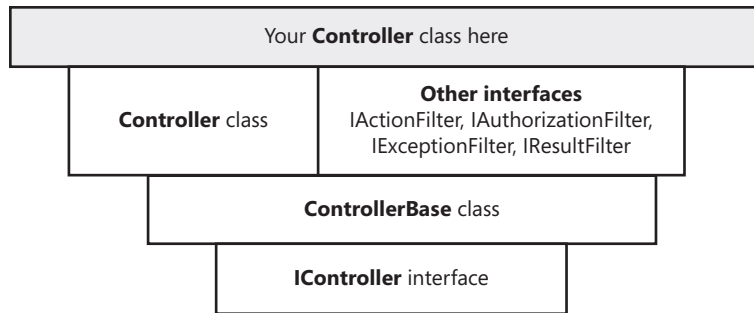 Your Controller class here
Controller class
Other interfaces
IActionFilter, IAuthorizationFilter,
IExceptionFilter, IResultFilter
ControllerBase class
IController interface